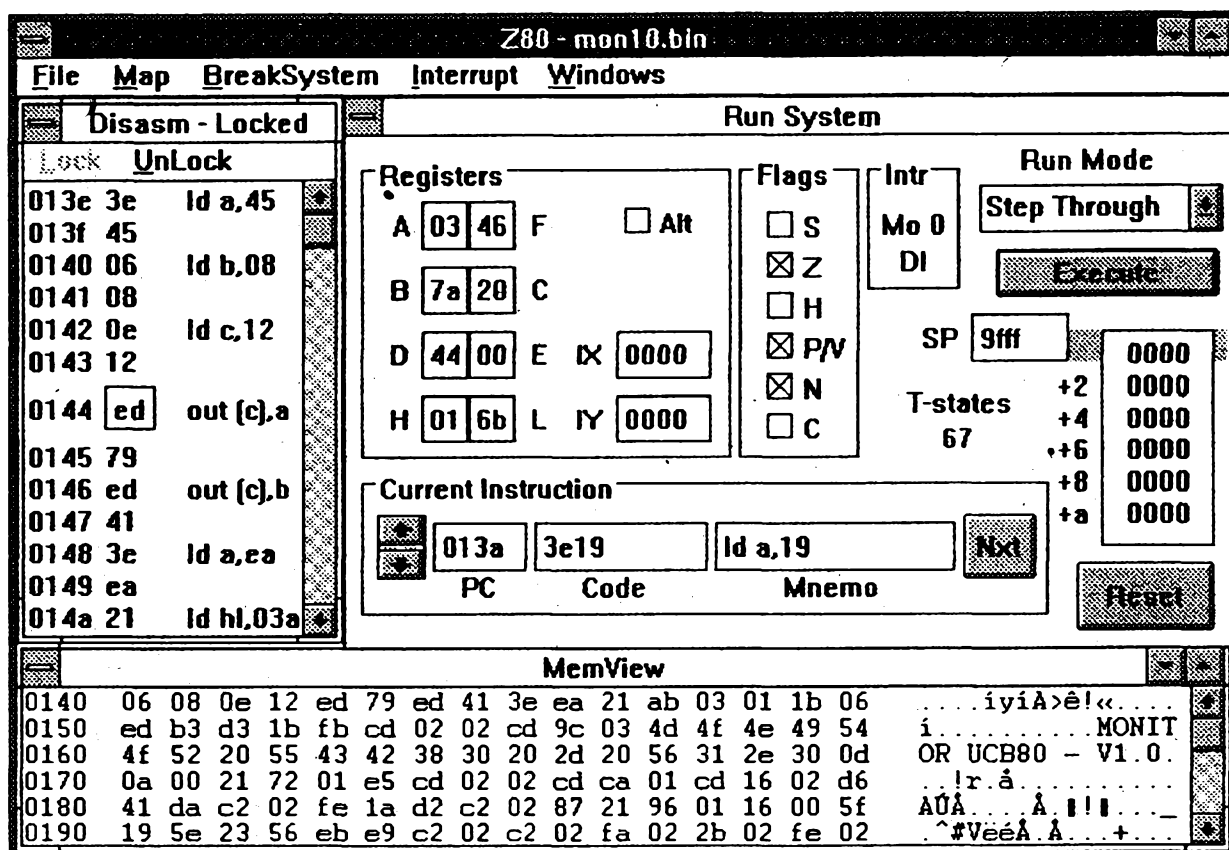 Z80 - mon10.bin
File Map BreakSystem Interrupt Windows
Disasm - Locked
Lock UnLock
013e 3e ld a,45
013f 45
0140 06 ld b,08
0141 08
0142 0e ld c,12
0143 12
0144 ed out (c),a
0145 79
0146 ed out (c),b
0147 41
0148 3e ld a,ea
0149 ea
014a 21 ld hl,03a
Run System
Registers
A 03 46 F
Alt
B 7a 20 C
D 44 00 E IX 0000
H 01 6b L IY 0000
Flags
S
Z
H
P/V
N
C
Intr
Mo 0
DI
Run Mode
Step Through
Execute
SP 9fff
0000
+2 0000
+4 0000
+6 0000
+8 0000
+a 0000
T-states
67
Current Instruction
013a 3e19 ld a,19 Nxt
PC Code Mnemo
Reset
MemView
0140 06 08 0e 12 ed 79 ed 41 3e ea 21 ab 03 01 1b 06 ....íyíA>ê!«....
0150 ed b3 d3 1b fb cd 02 02 cd 9c 03 4d 4f 4e 49 54 í..........MONIT
0160 4f 52 20 55 43 42 38 30 20 2d 20 56 31 2e 30 0d OR UCB80 - V1.0.
0170 0a 00 21 72 01 e5 cd 02 02 cd ca 01 cd 16 02 d6 ..!r.å..........
0180 41 da c2 02 fe 1a d2 c2 02 87 21 96 01 16 00 5f
0190 19 5e 23 56 eb e9 c2 02 c2 02 fa 02 2b 02 fe 02